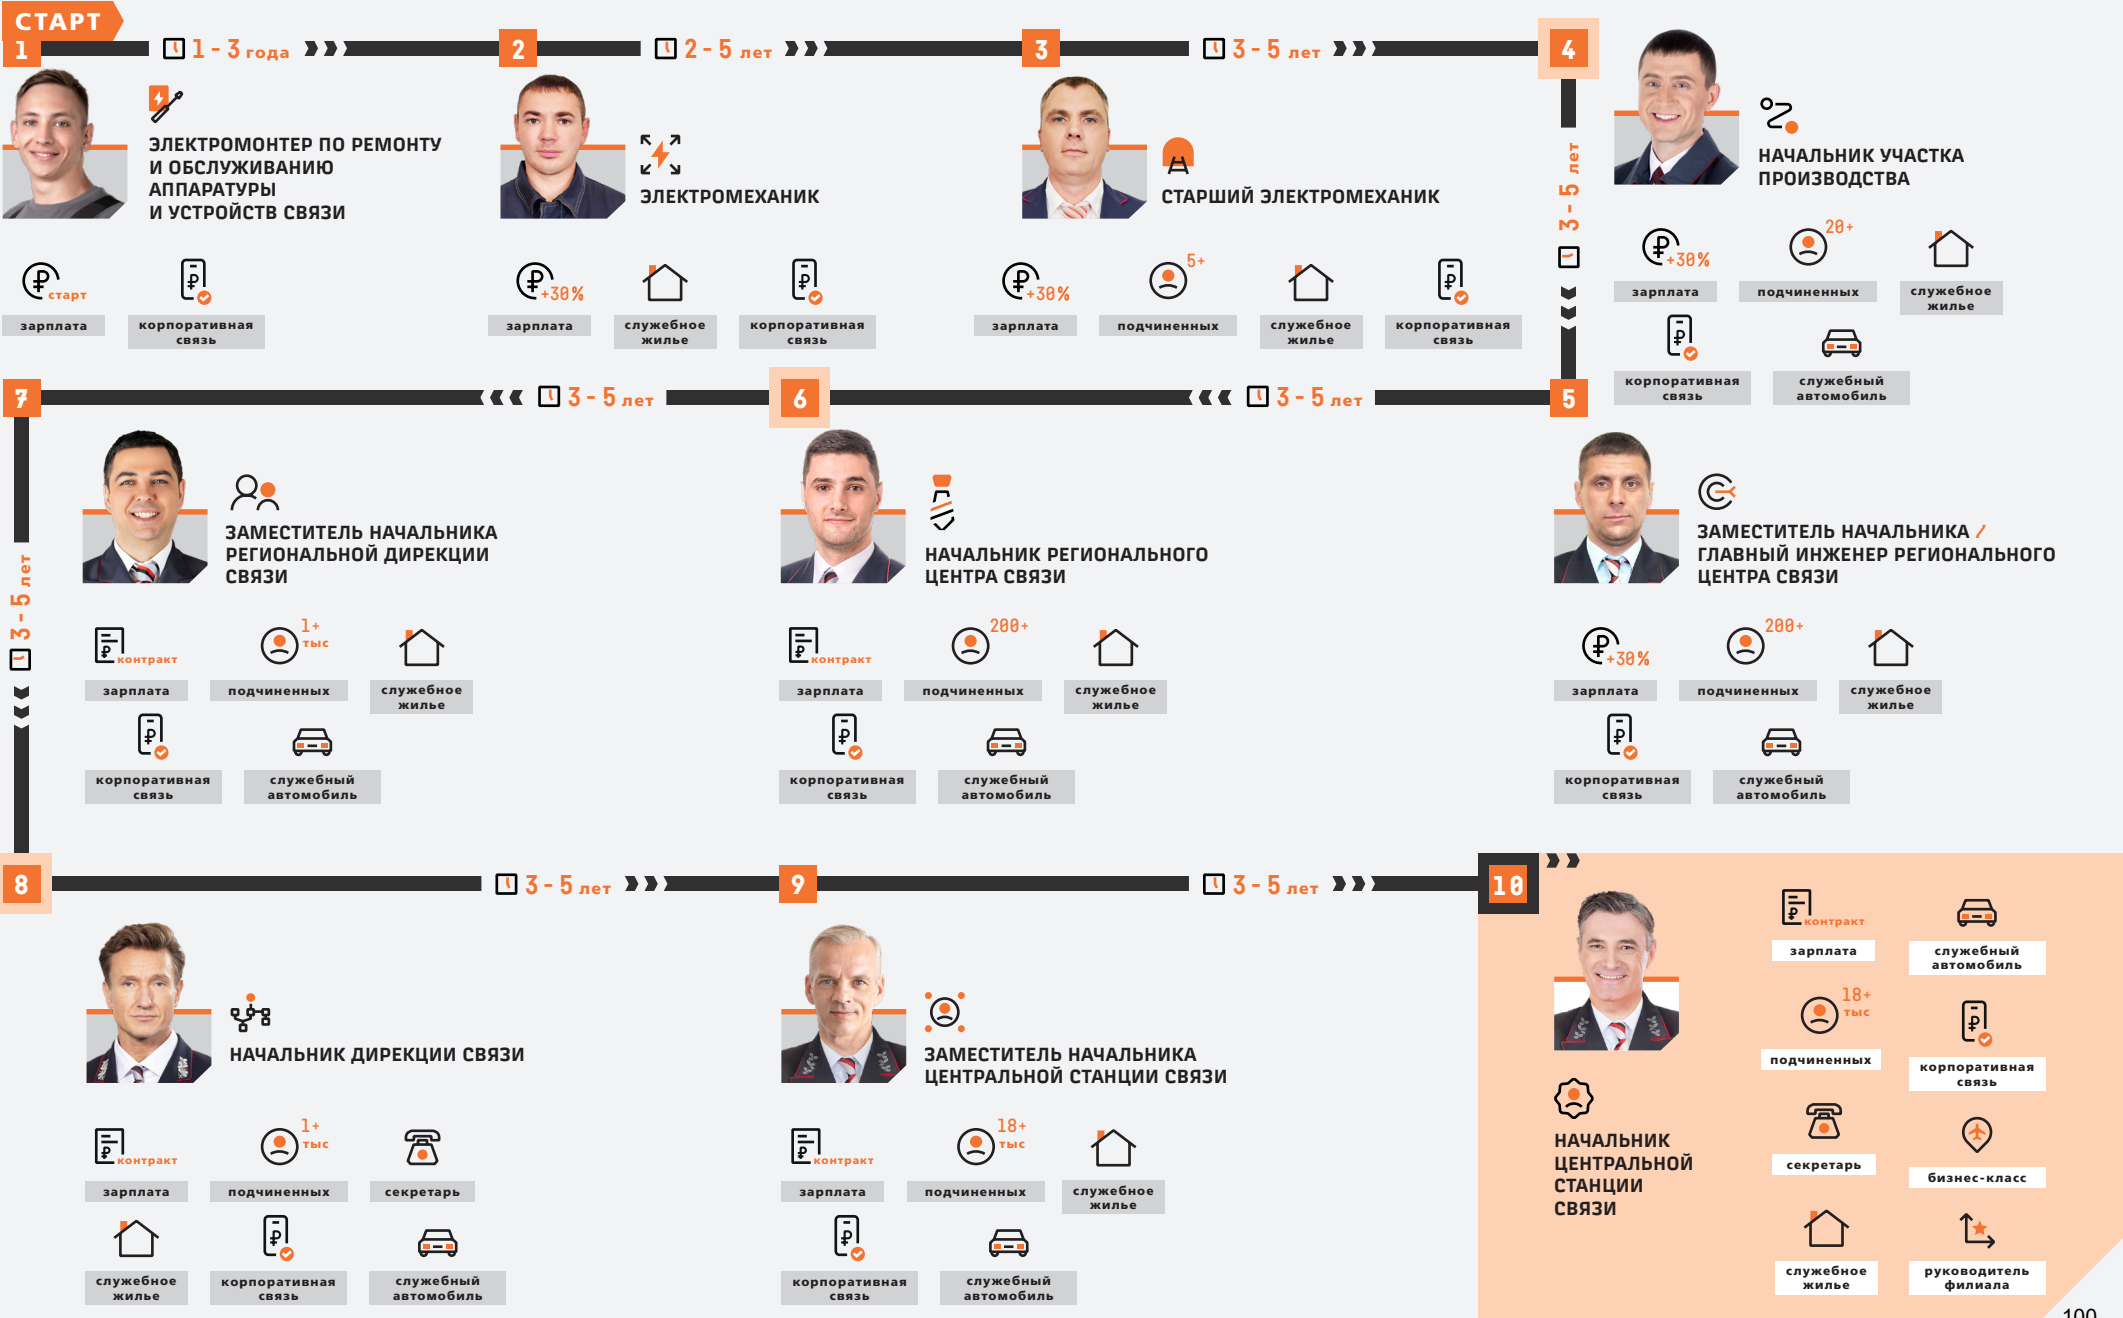 СТАРТ
1
1 - 3 года
2
2 - 5 лет
3
3 - 5 лет
4
ЭЛЕКТРОМОНТЕР ПО РЕМОНТУ
И ОБСЛУЖИВАНИЮ
АППАРАТУРЫ
И УСТРОЙСТВ СВЯЗИ
старт
зарплата
корпоративная
связь
ЭЛЕКТРОМЕХАНИК
+30%
зарплата
служебное
жилье
корпоративная
связь
СТАРШИЙ ЭЛЕКТРОМЕХАНИК
+30%
зарплата
5+
подчиненных
служебное
жилье
корпоративная
связь
3 - 5 лет
НАЧАЛЬНИК УЧАСТКА
ПРОИЗВОДСТВА
+30%
зарплата
20+
подчиненных
служебное
жилье
корпоративная
связь
служебный
автомобиль
5
3 - 5 лет
6
3 - 5 лет
7
ЗАМЕСТИТЕЛЬ НАЧАЛЬНИКА /
ГЛАВНЫЙ ИНЖЕНЕР РЕГИОНАЛЬНОГО
ЦЕНТРА СВЯЗИ
+30%
зарплата
200+
подчиненных
служебное
жилье
корпоративная
связь
служебный
автомобиль
НАЧАЛЬНИК РЕГИОНАЛЬНОГО
ЦЕНТРА СВЯЗИ
контракт
зарплата
200+
подчиненных
служебное
жилье
корпоративная
связь
служебный
автомобиль
ЗАМЕСТИТЕЛЬ НАЧАЛЬНИКА
РЕГИОНАЛЬНОЙ ДИРЕКЦИИ
СВЯЗИ
контракт
зарплата
1+
тыс
подчиненных
служебное
жилье
корпоративная
связь
служебный
автомобиль
3 - 5 лет
8
3 - 5 лет
9
3 - 5 лет
10
НАЧАЛЬНИК ДИРЕКЦИИ СВЯЗИ
контракт
зарплата
1+
тыс
подчиненных
секретарь
служебное
жилье
корпоративная
связь
служебный
автомобиль
ЗАМЕСТИТЕЛЬ НАЧАЛЬНИКА
ЦЕНТРАЛЬНОЙ СТАНЦИИ СВЯЗИ
контракт
зарплата
18+
тыс
подчиненных
служебное
жилье
корпоративная
связь
служебный
автомобиль
НАЧАЛЬНИК
ЦЕНТРАЛЬНОЙ
СТАНЦИИ
СВЯЗИ
контракт
зарплата
служебный
автомобиль
18+
тыс
подчиненных
корпоративная
связь
секретарь
бизнес-класс
служебное
жилье
руководитель
филиала
100